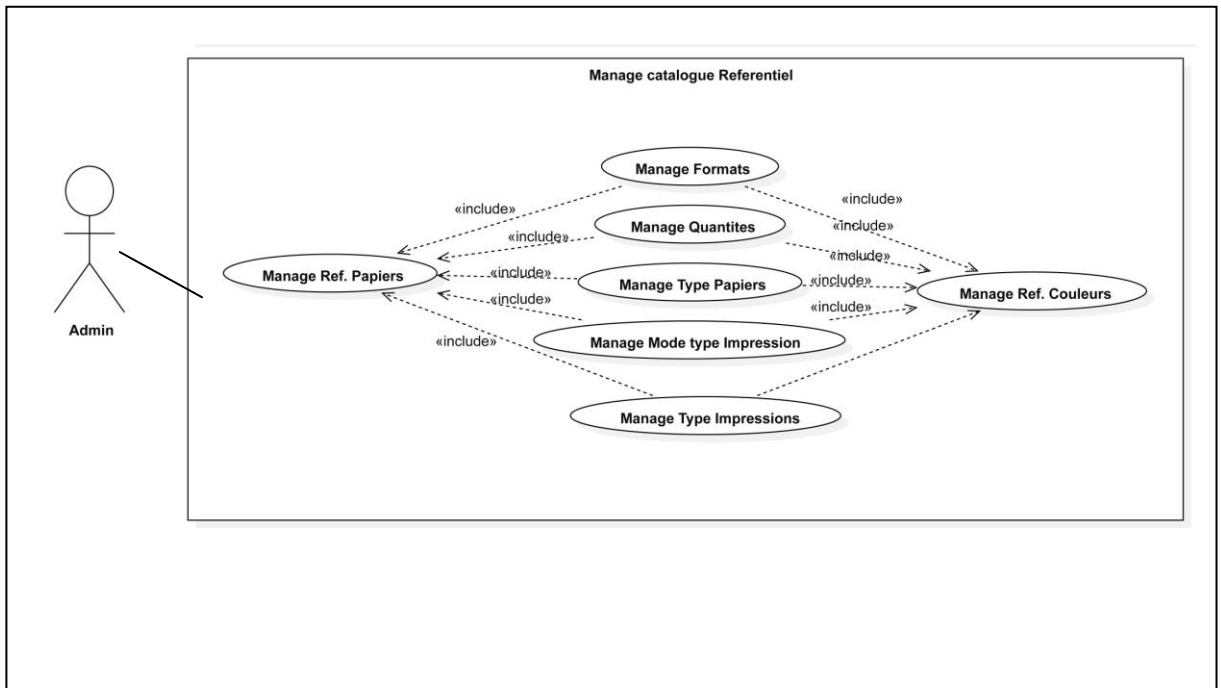 Manage catalogue Referentiel
Manage Formats
«include»
«include»
Manage Quantites
«include»
«include»
«include»
Manage Ref. Papiers
«include»
Manage Type Papiers
«include»
Manage Ref. Couleurs
«include»
«include»
Admin
«include»
Manage Mode type Impression
Manage Type Impressions